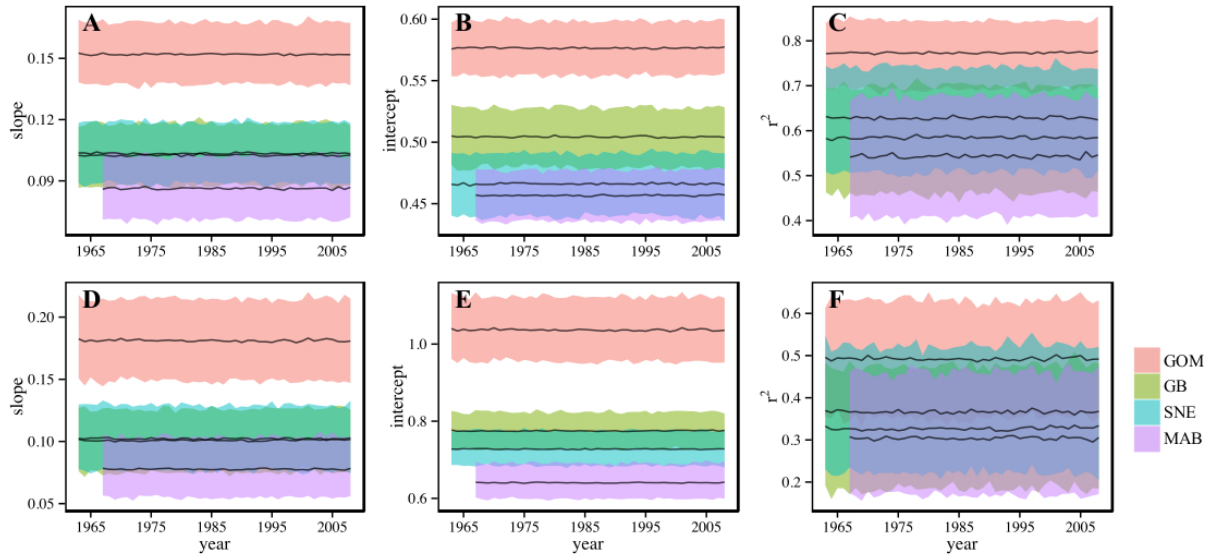 A
B
C
slope
0.15
0.12
0.09
1965
1975
1985
1995
2005
intercept
0.60
0.55
0.50
0.45
1965
1975
1985
1995
2005
r²
0.8
0.7
0.6
0.5
0.4
1965
1975
1985
1995
2005
D
E
F
slope
0.20
0.15
0.10
0.05
1965
1975
1985
1995
2005
year
intercept
1.0
0.8
0.6
1965
1975
1985
1995
2005
year
r²
0.6
0.5
0.4
0.3
0.2
1965
1975
1985
1995
2005
year
GOM
GB
SNE
MAB